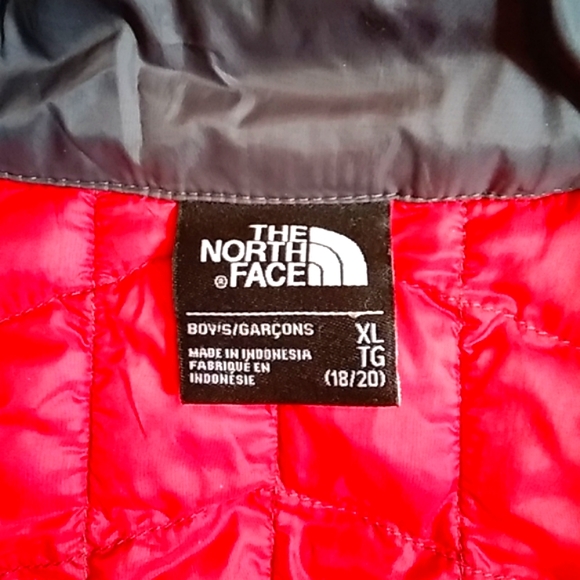 THE
NORTH
®FACE
BOY'S/GARÇONS
MADE IN INDONESIA
FABRIQUÉ EN
INDONÉSIE
XL
TG
(18/20)